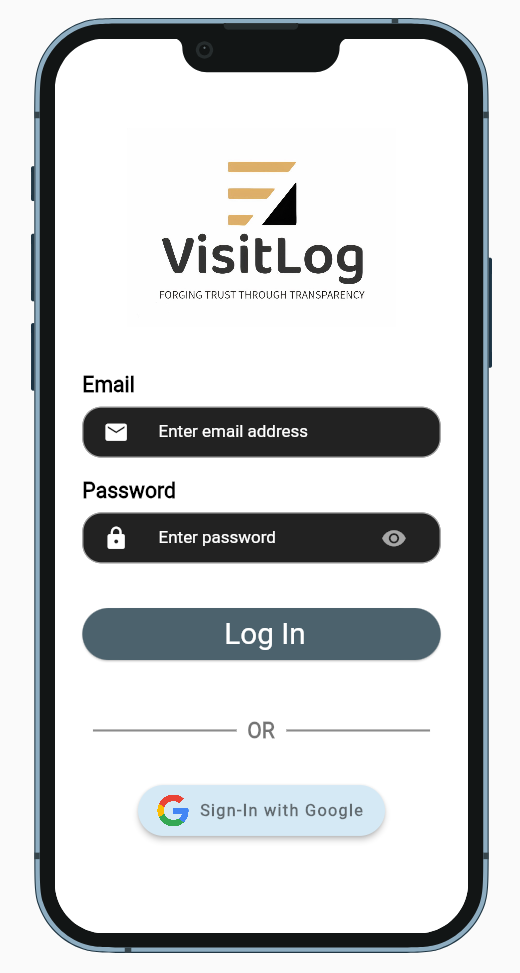 VisitLog
FORGING TRUST THROUGH TRANSPARENCY
Email
Enter email address
Password
Enter password
Log In
OR
Sign-In with Google